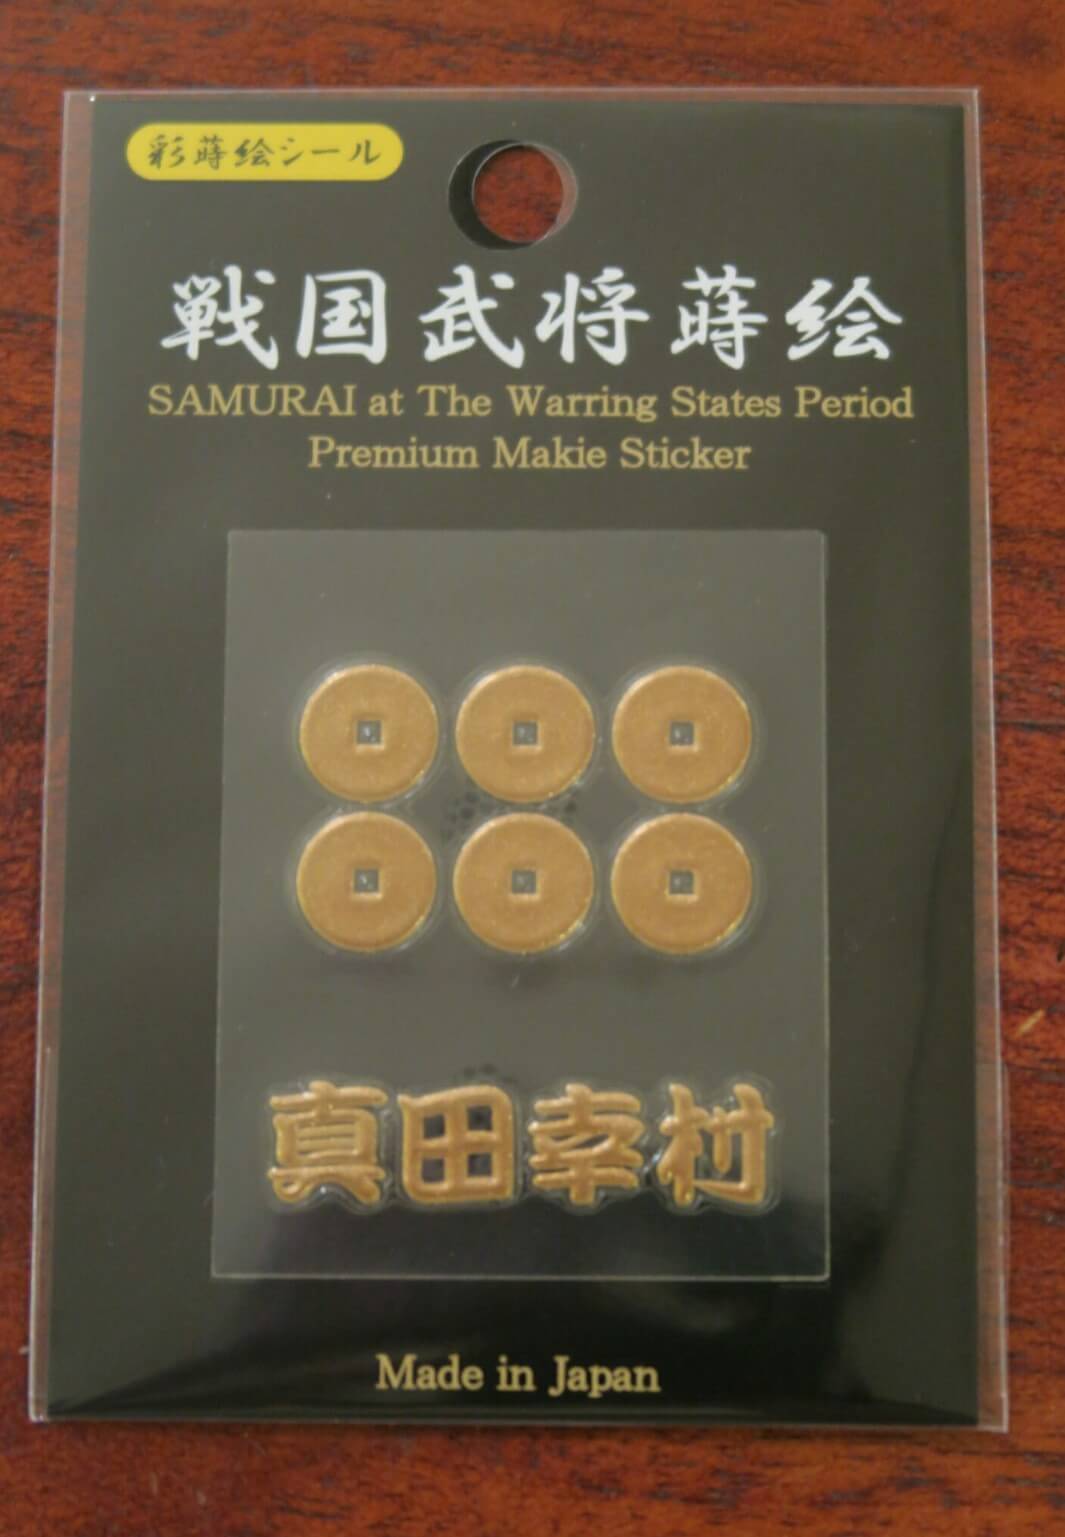 彩蒔絵シール
戦国武将蒔絵
SAMURAI at The Warring States Period
Premium Makie Sticker
真田幸村
Made in Japan